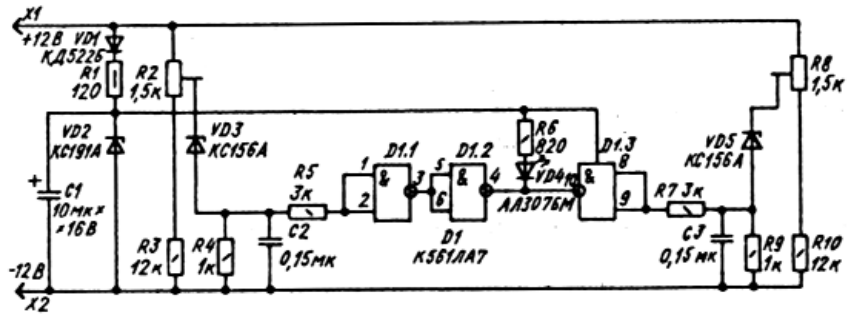 X1
+12В
VD1
КД522Б
R1
120
R2
1,5к
R8
1,5к
VD2
КС191А
VD3
КС156А
R6
820
D1.3
VD5
КС156А
+
C1
10мк×
×16В
R5
3к
D1.1
1
2
&
3
D1.2
5
6
&
4
VD4
АЛ307БМ
10
&
8
9
R7 3к
D1
К561ЛА7
R3
12к
R4
1к
C2
0,15мк
C3
0,15мк
R9
1к
R10
12к
-12В
X2